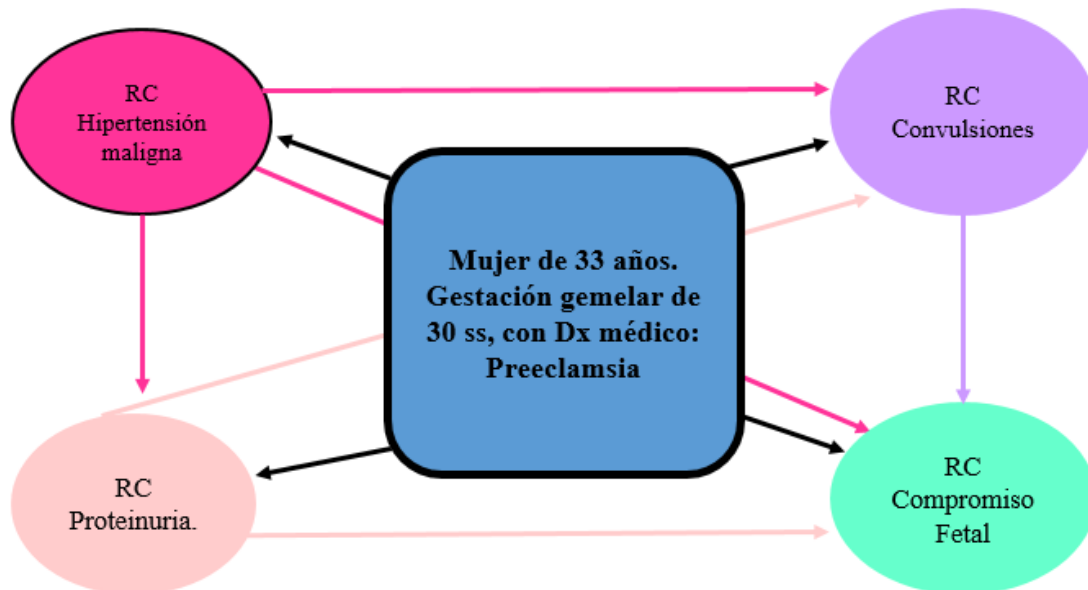 RC
Hipertensión
maligna
RC
Convulsiones
Mujer de 33 años.
Gestación gemelar de
30 ss, con Dx médico:
Preeclamsia
RC
Proteinuria.
RC
Compromiso
Fetal